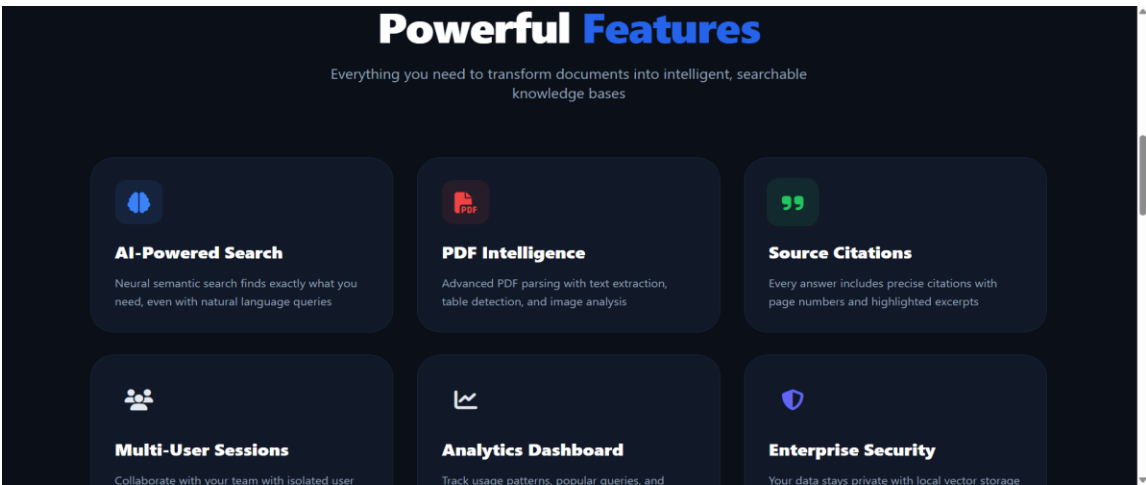 Powerful Features
Everything you need to transform documents into intelligent, searchable
knowledge bases
AI-Powered Search
Neural semantic search finds exactly what you
need, even with natural language queries
PDF
PDF Intelligence
Advanced PDF parsing with text extraction,
table detection, and image analysis
Source Citations
Every answer includes precise citations with
page numbers and highlighted excerpts
Multi-User Sessions
Collaborate with your team with isolated user
Analytics Dashboard
Track usage patterns, popular queries, and
Enterprise Security
Your data stays private with local vector storage